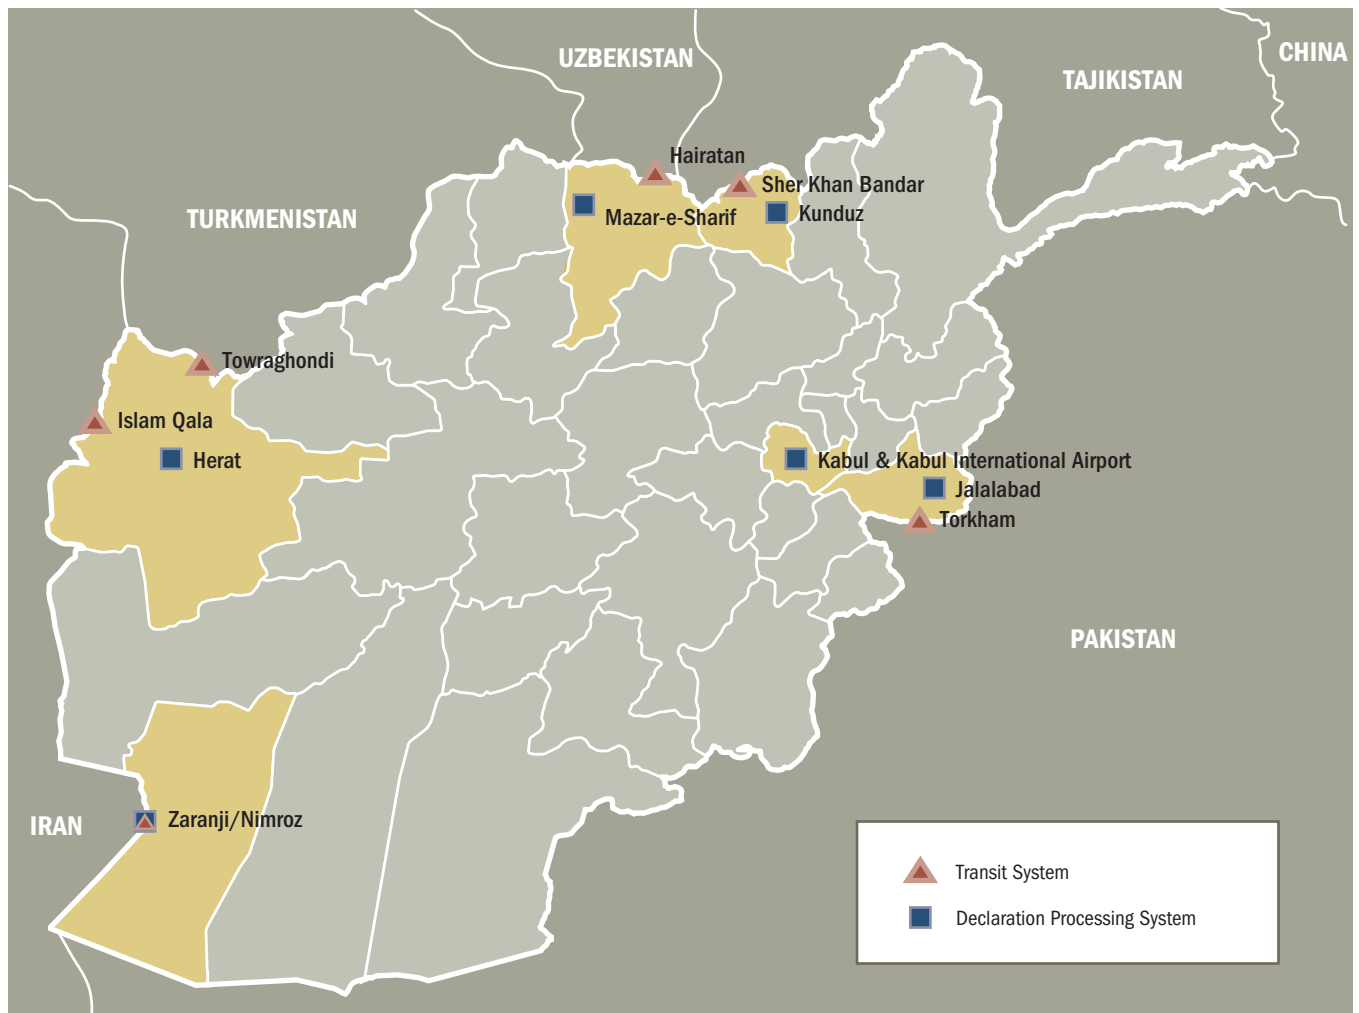 CHINA
UZBEKISTAN
TAJIKISTAN
Hairatan
Sher Khan Bandar
Mazar-e-Sharif
Kunduz
TURKMENISTAN
Towraghondi
Islam Qala
Herat
Kabul & Kabul International Airport
Jalalabad
Torkham
PAKISTAN
IRAN
Zaranji/Nimroz
Transit System
Declaration Processing System